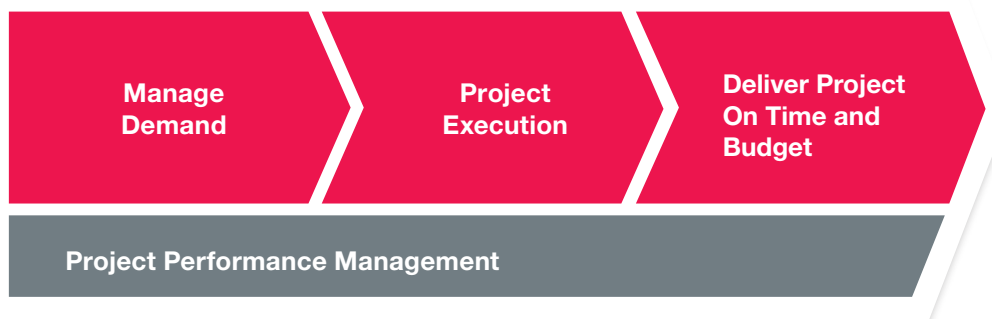 Manage
Demand
Project
Execution
Deliver Project
On Time and
Budget
Project Performance Management